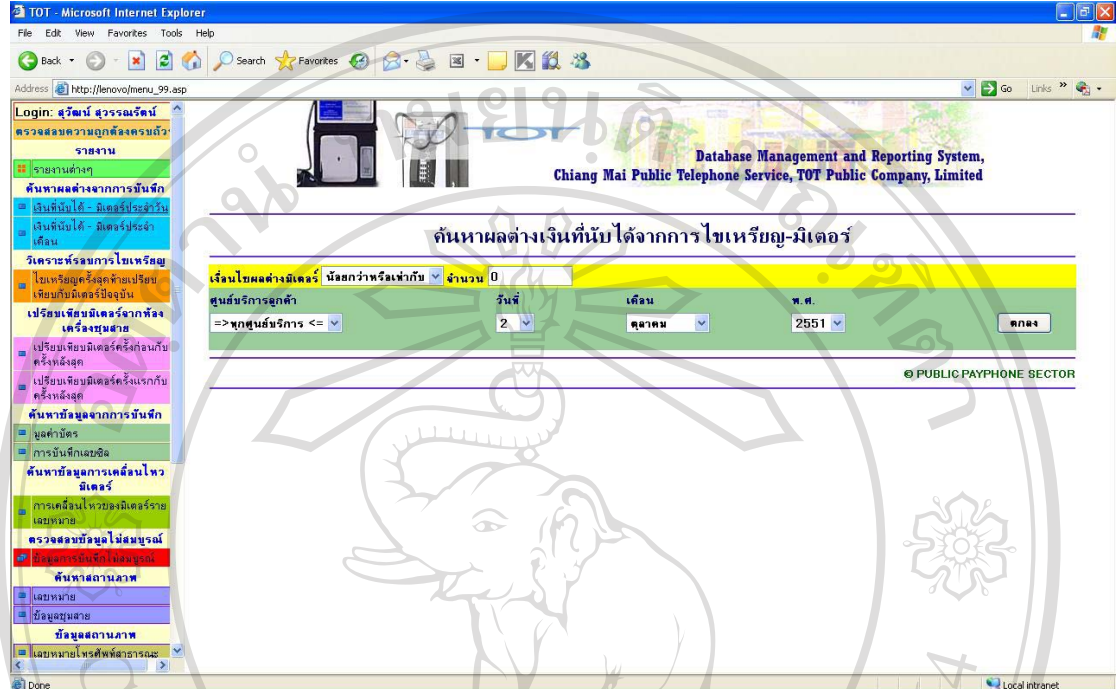 TOT - Microsoft Internet Explorer
File Edit View Favorites Tools Help
Back Search Favorites
Address http://lenovo/menu_99.asp Go Links
Login: สุวัฒน์ สุวรรณรัตน์
ตรวจสอบความถูกต้องครบถ้ว
รายงาน
รายงานต่างๆ
ค้นหาผลต่างจากการบันทึก
เงินที่นับได้ - มิเตอร์ประจำวัน
เงินที่นับได้ - มิเตอร์ประจำ
เดือน
วิเคราะห์รอบการไขเหรียญ
ไขเหรียญครั้งสุดท้ายเปรียบ
เทียบกับมิเตอร์ปัจจุบัน
เปรียบเทียบมิเตอร์จากห้อง
เครื่องชุมสาย
เปรียบเทียบมิเตอร์ครั้งก่อนกับ
ครั้งหลังสุด
เปรียบเทียบมิเตอร์ครั้งแรกกับ
ครั้งหลังสุด
ค้นหาข้อมูลจากการบันทึก
มูลค่าบัตร
การบันทึกเลขซิล
ค้นหาข้อมูลการเคลื่อนไหว
มิเตอร์
การเคลื่อนไหวของมิเตอร์ราย
เลขหมาย
ตรวจสอบข้อมูลไม่สมบูรณ์
ข้อมูลการบันทึกไม่สมบูรณ์
ค้นหาสถานภาพ
เลขหมาย
ข้อมูลชุมสาย
ข้อมูลสถานภาพ
เลขหมายโทรศัพท์สาธารณะ
TOT
Database Management and Reporting System,
Chiang Mai Public Telephone Service, TOT Public Company, Limited
ค้นหาผลต่างเงินที่นับได้จากการไขเหรียญ-มิเตอร์
เงื่อนไขผลต่างมิเตอร์ น้อยกว่าหรือเท่ากับ จำนวน 0
ศูนย์บริการลูกค้า วันที่ เดือน พ.ศ.
=>ทุกศูนย์บริการ <= 2 ตุลาคม 2551 ตกลง
© PUBLIC PAYPHONE SECTOR
Done Local intranet